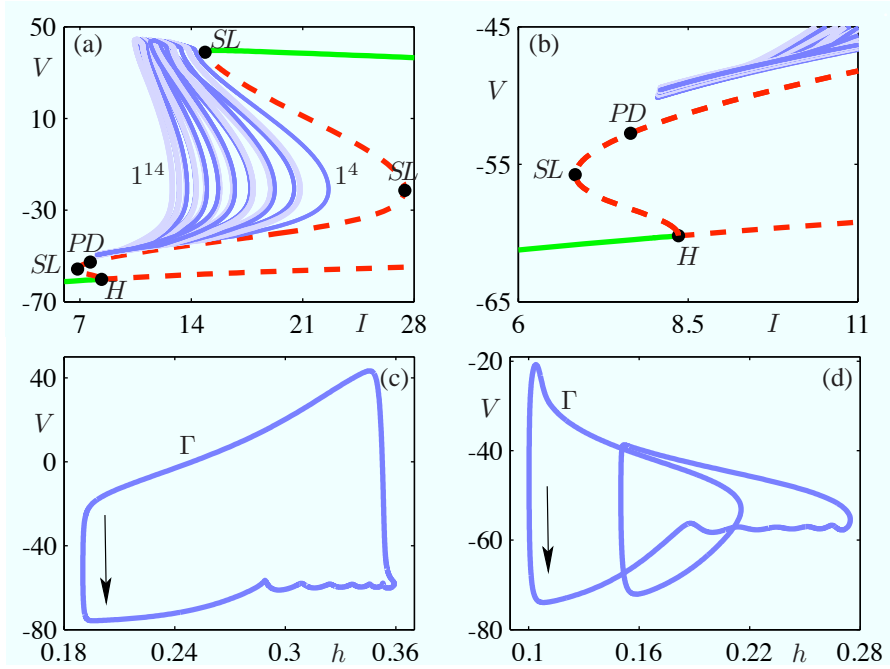 50
(a)
SL
V
10
1^14
1^4
SL
-30
PD
SL
H
-70
7
14
21
I
28
-45
(b)
V
PD
-55
SL
H
-65
6
8.5
I
11
40
(c)
V
Γ
0
-40
-80
0.18
0.24
0.3
h
0.36
-20
(d)
V
Γ
-40
-60
-80
0.1
0.16
0.22
h
0.28